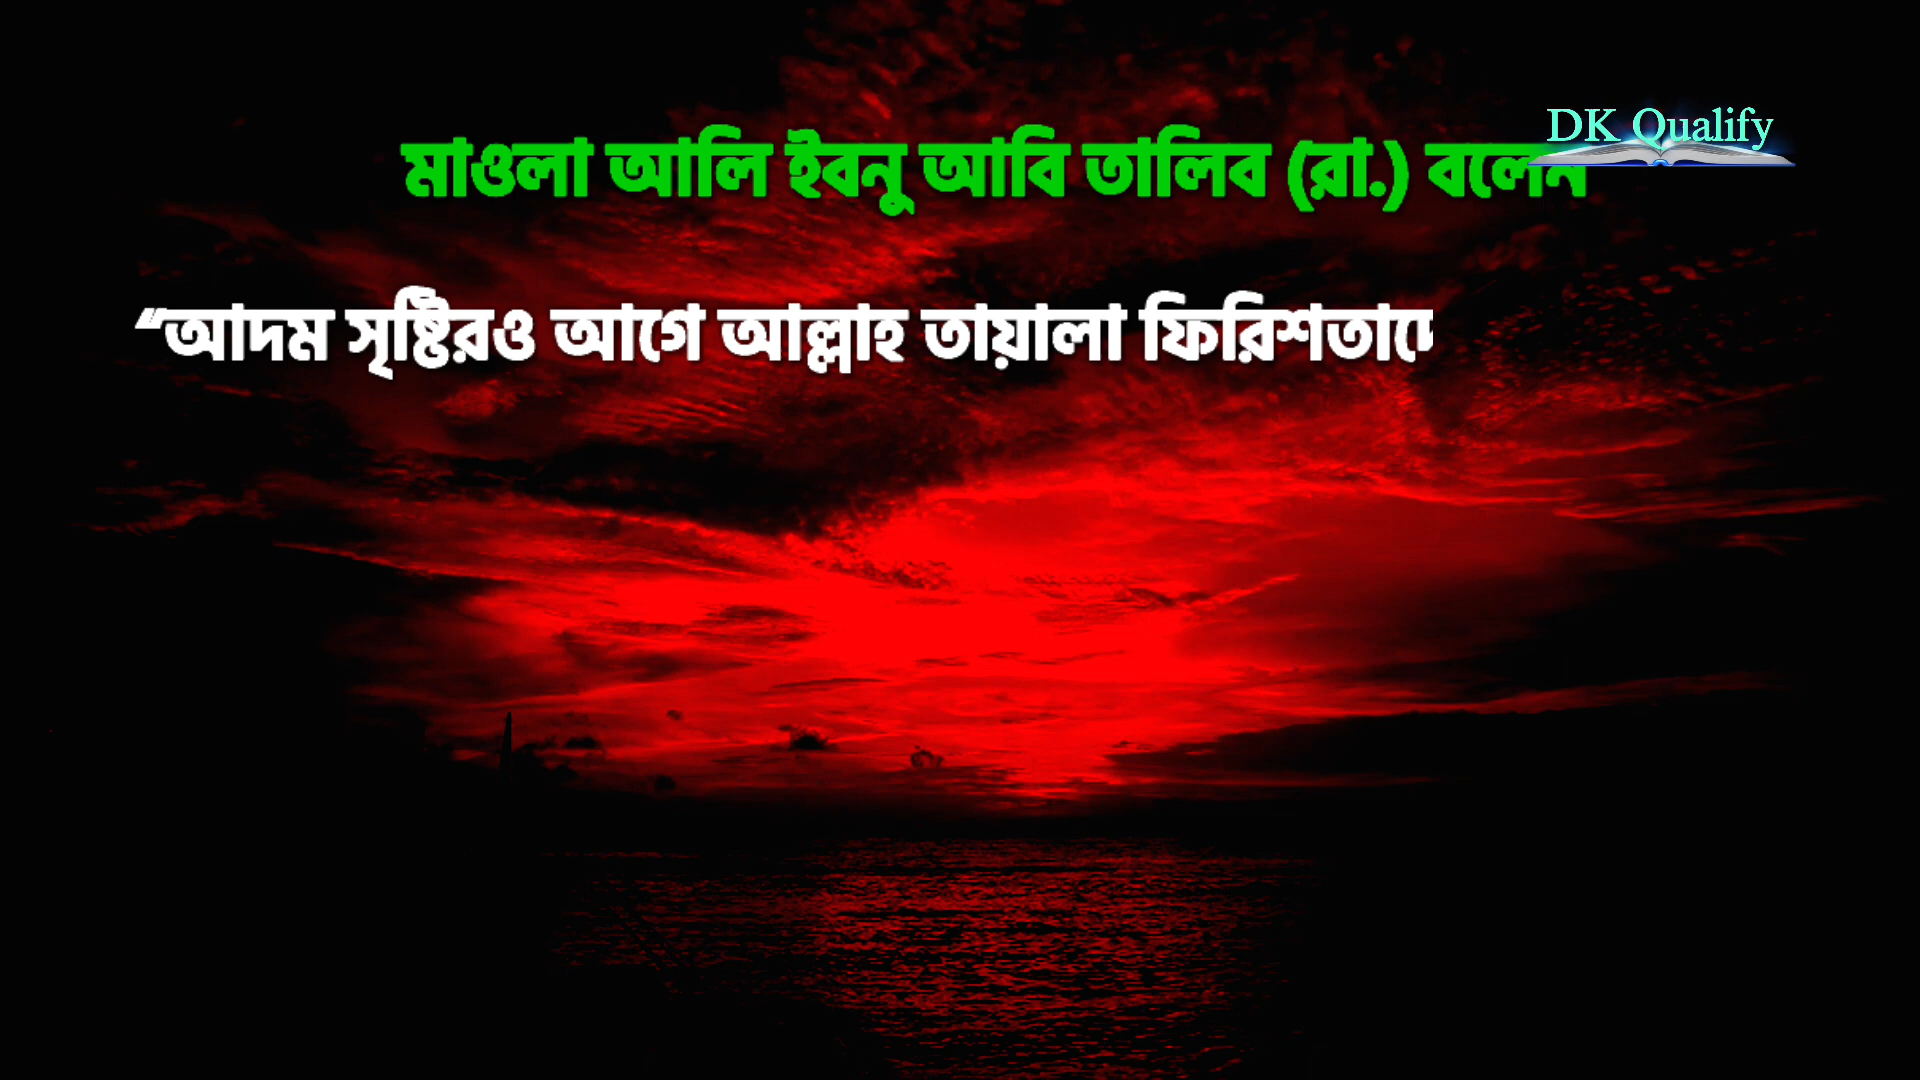 DK Qualify
মাওলা আলি ইবনু আবি তালিব (রা.) বলেন
“আদম সৃষ্টিরও আগে আল্লাহ তায়ালা